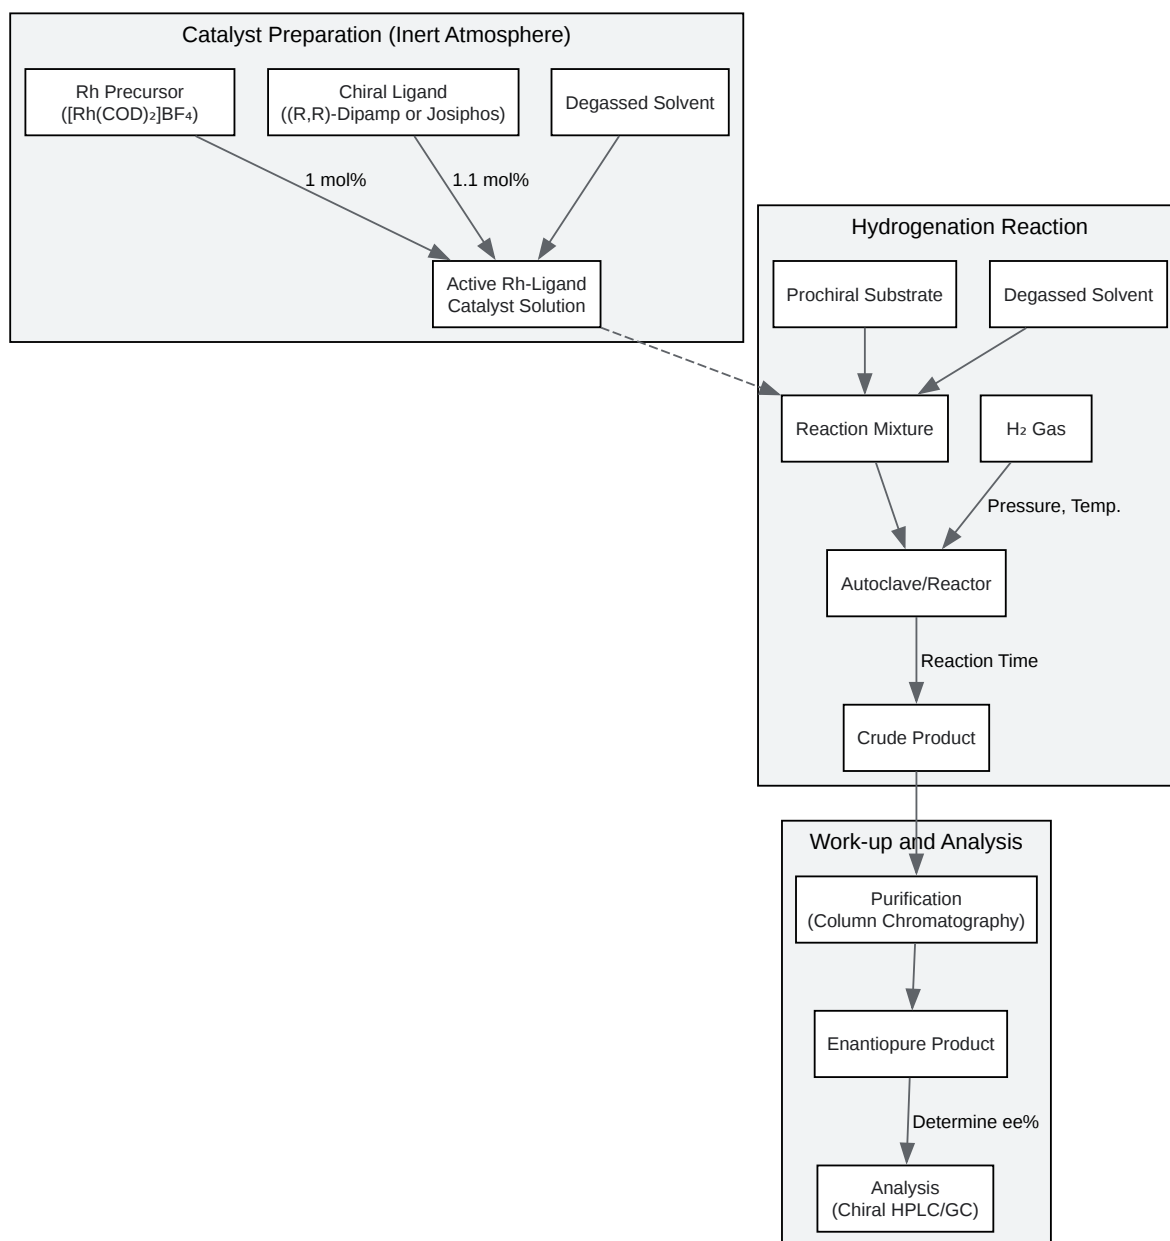 Catalyst Preparation (Inert Atmosphere)
Rh Precursor
([Rh(COD)₂]BF₄)
Chiral Ligand
((R,R)-Dipamp or Josiphos)
Degassed Solvent
1 mol%
1.1 mol%
Active Rh-Ligand
Catalyst Solution
Hydrogenation Reaction
Prochiral Substrate
Degassed Solvent
Reaction Mixture
H₂ Gas
Pressure, Temp.
Autoclave/Reactor
Reaction Time
Crude Product
Work-up and Analysis
Purification
(Column Chromatography)
Enantiopure Product
Determine ee%
Analysis
(Chiral HPLC/GC)